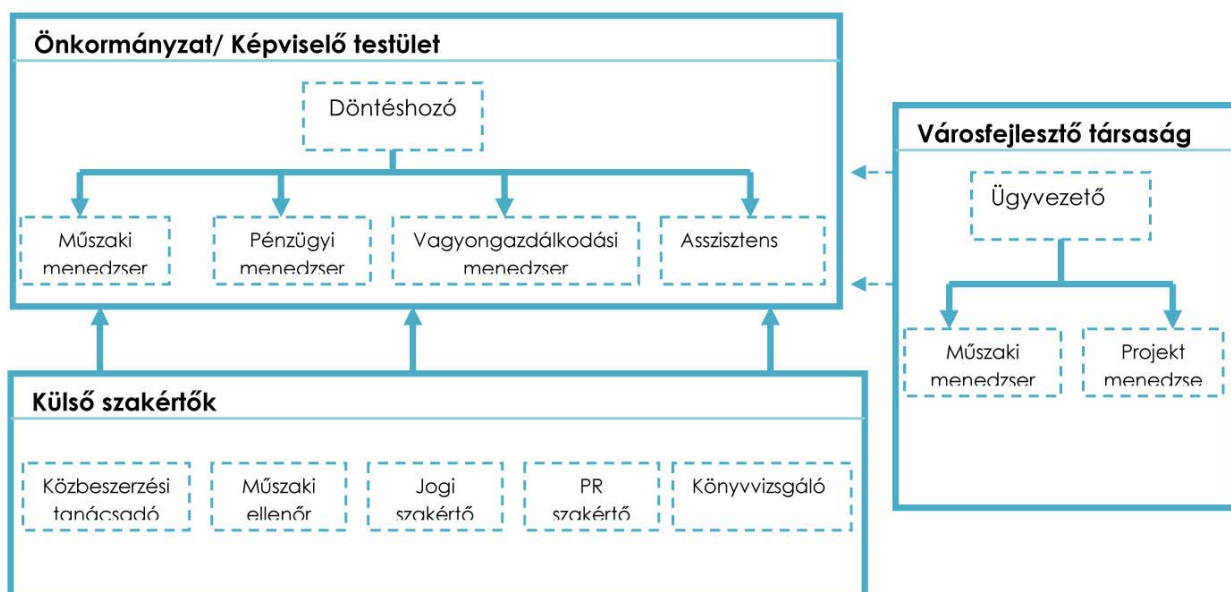 Önkormányzat/ Képviselő testület
Döntéshozó
Műszaki
menedzser
Pénzügyi
menedzser
Vagyongazdálkodási
menedzser
Asszisztens
Városfejlesztő társaság
Ügyvezető
Műszaki
menedzser
Projekt
menedzse
Külső szakértők
Közbeszerzési
tanácsadó
Műszaki
ellenőr
Jogi
szakértő
PR
szakértő
Könyvvizsgáló